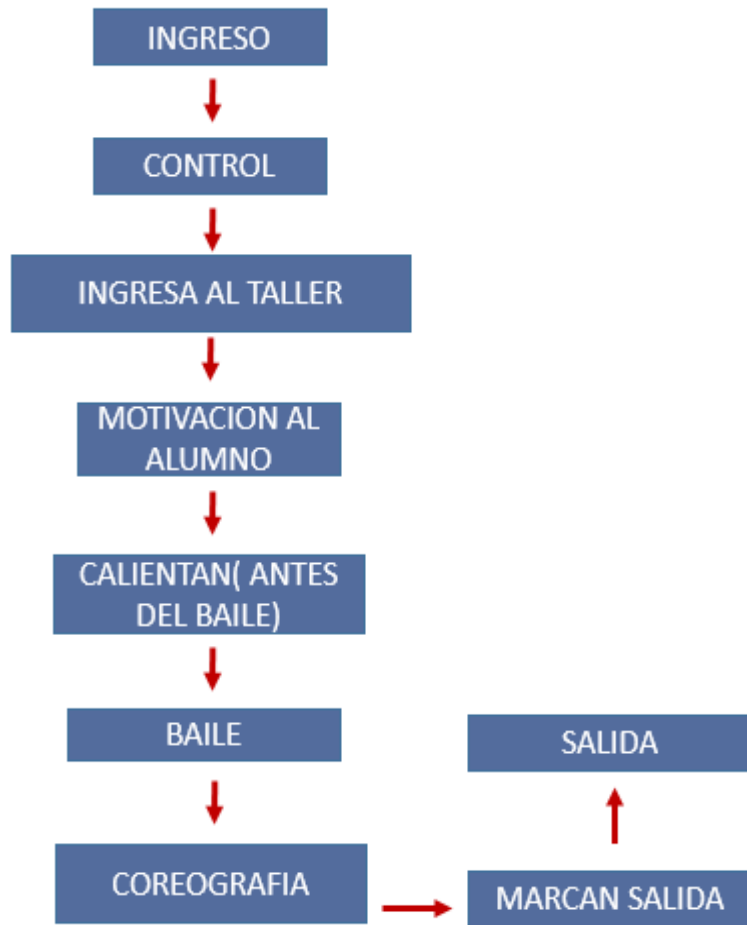 INGRESO
CONTROL
INGRESA AL TALLER
MOTIVACION AL
ALUMNO
CALIENTAN( ANTES
DEL BAILE)
BAILE
COREOGRAFIA
MARCAN SALIDA
SALIDA